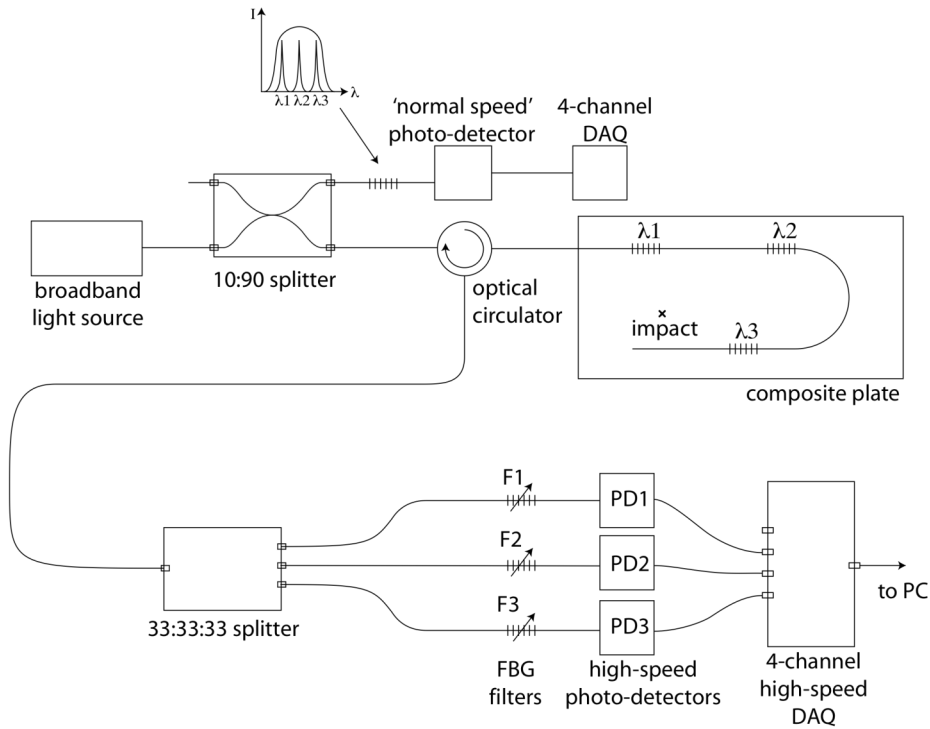 I
λ
λ1 λ2 λ3
'normal speed'
photo-detector
4-channel
DAQ
broadband
light source
10:90 splitter
optical
circulator
λ1
λ2
impact
λ3
composite plate
33:33:33 splitter
F1
F2
F3
FBG
filters
PD1
PD2
PD3
high-speed
photo-detectors
4-channel
high-speed
DAQ
to PC